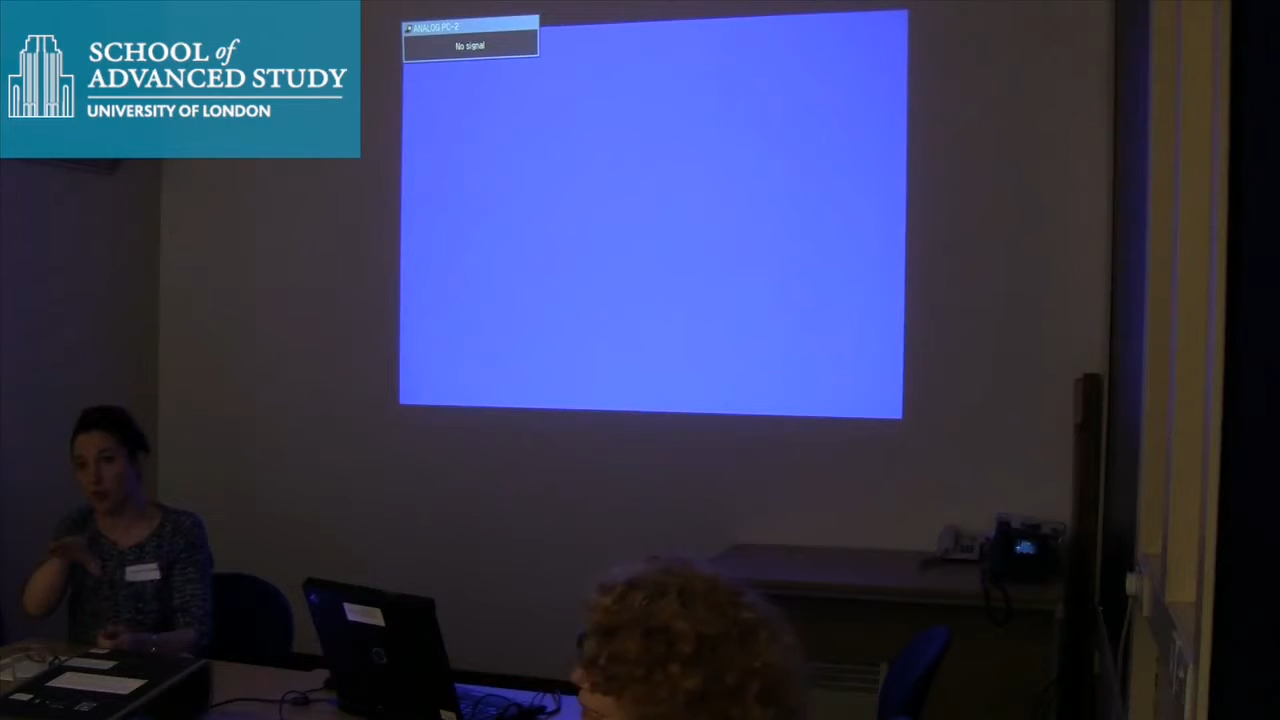 SCHOOL of
ADVANCED STUDY
UNIVERSITY OF LONDON
ANALOG PC-2
No signal